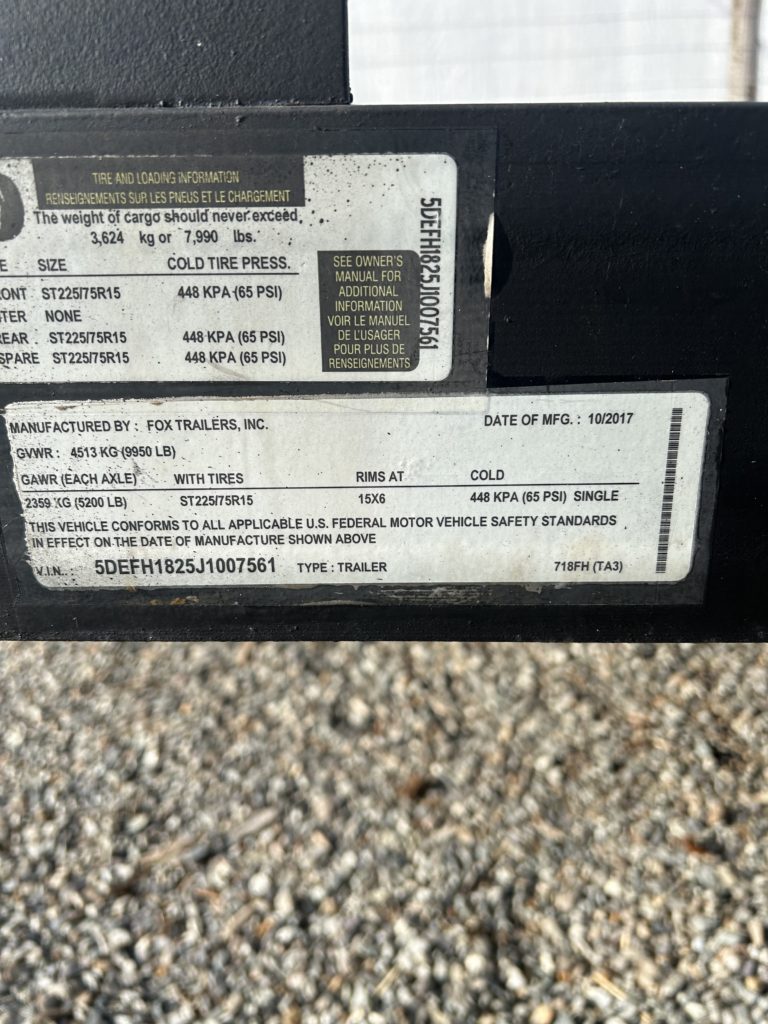 TIRE AND LOADING INFORMATION
RENSEIGNEMENTS SUR LES PNEUS ET LE CHARGEMENT
The weight of cargo should never exceed
3,624 kg or 7,990 lbs.
E SIZE COLD TIRE PRESS.
ONT ST225/75R15 448 KPA (65 PSI)
TER NONE
REAR ST225/75R15 448 KPA (65 PSI)
SPARE ST225/75R15 448 KPA (65 PSI)
SEE OWNER'S
MANUAL FOR
ADDITIONAL
INFORMATION
VOIR LE MANUEL
DE L'USAGER
POUR PLUS DE
RENSEIGNEMENTS
5DEFH1825J1007561
MANUFACTURED BY : FOX TRAILERS, INC. DATE OF MFG. : 10/2017
GVWR : 4513 KG (9950 LB)
GAWR (EACH AXLE) WITH TIRES RIMS AT COLD
2359 KG (5200 LB) ST225/75R15 15X6 448 KPA (65 PSI) SINGLE
THIS VEHICLE CONFORMS TO ALL APPLICABLE U.S. FEDERAL MOTOR VEHICLE SAFETY STANDARDS
IN EFFECT ON THE DATE OF MANUFACTURE SHOWN ABOVE
V.I.N. : 5DEFH1825J1007561 TYPE : TRAILER 718FH (TA3)